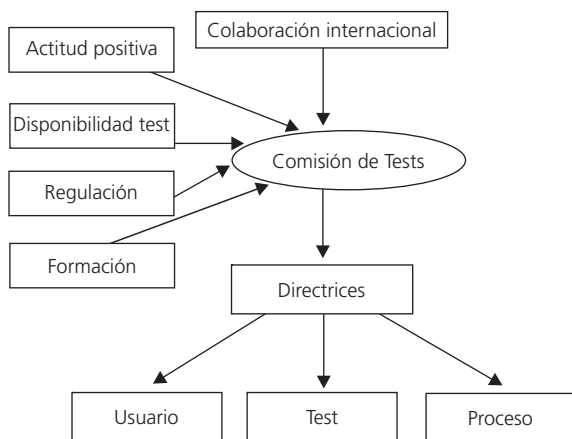 Colaboración internacional
Actitud positiva
Disponibilidad test
Comisión de Tests
Regulación
Formación
Directrices
Usuario
Test
Proceso